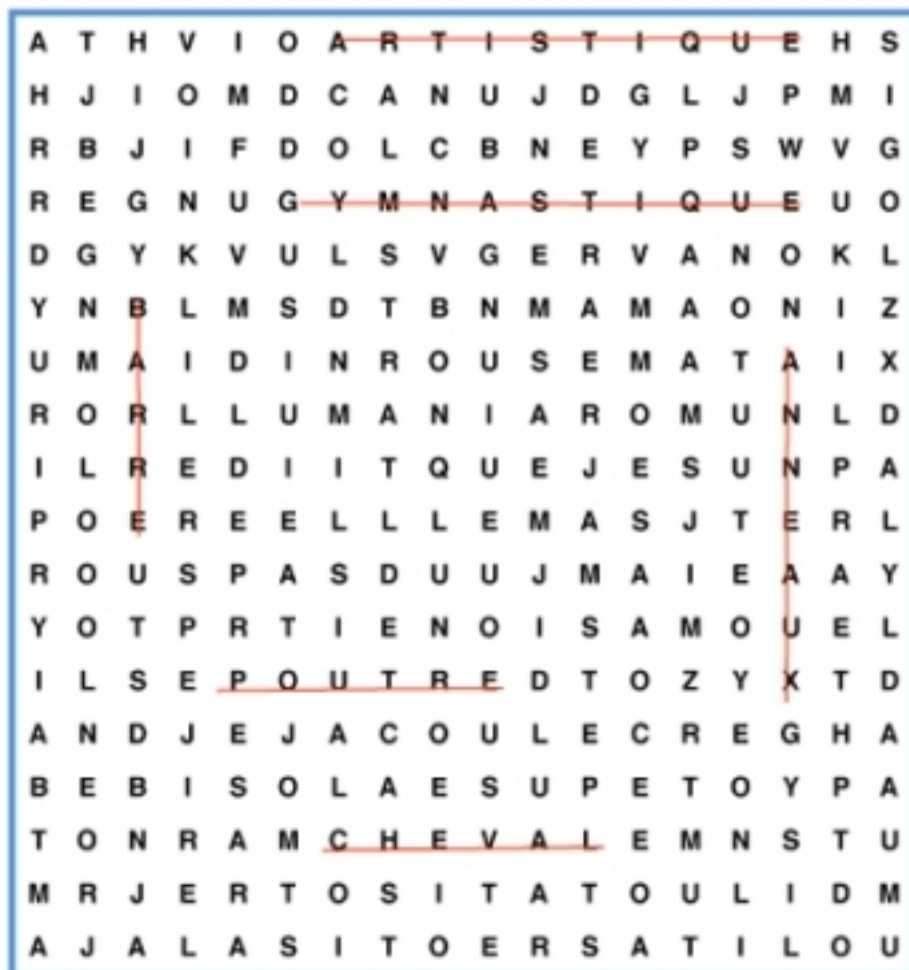 A T H V I O A R T I S T I Q U E H S
H J I O M D C A N U J D G L J P M I
R B J I F D O L C B N E Y P S W V G
R E G N U G Y M N A S T I Q U E U O
D G Y K V U L S V G E R V A N O K L
Y N B L M S D T B N M A M A O N I Z
U M A I D I N R O U S E M A T A I X
R O R L L U M A N I A R O M U N L D
I L R E D I I T Q U E J E S U N P A
P O E R E E L L L E M A S J T E R L
R O U S P A S D U U J M A I E A A Y
Y O T P R T I E N O I S A M O U E L
I L S E P O U T R E D T O Z Y X T D
A N D J E J A C O U L E C R E G H A
B E B I S O L A E S U P E T O Y P A
T O N R A M C H E V A L E M N S T U
M R J E R T O S I T A T O U L I D M
A J A L A S I T O E R S A T I L O U